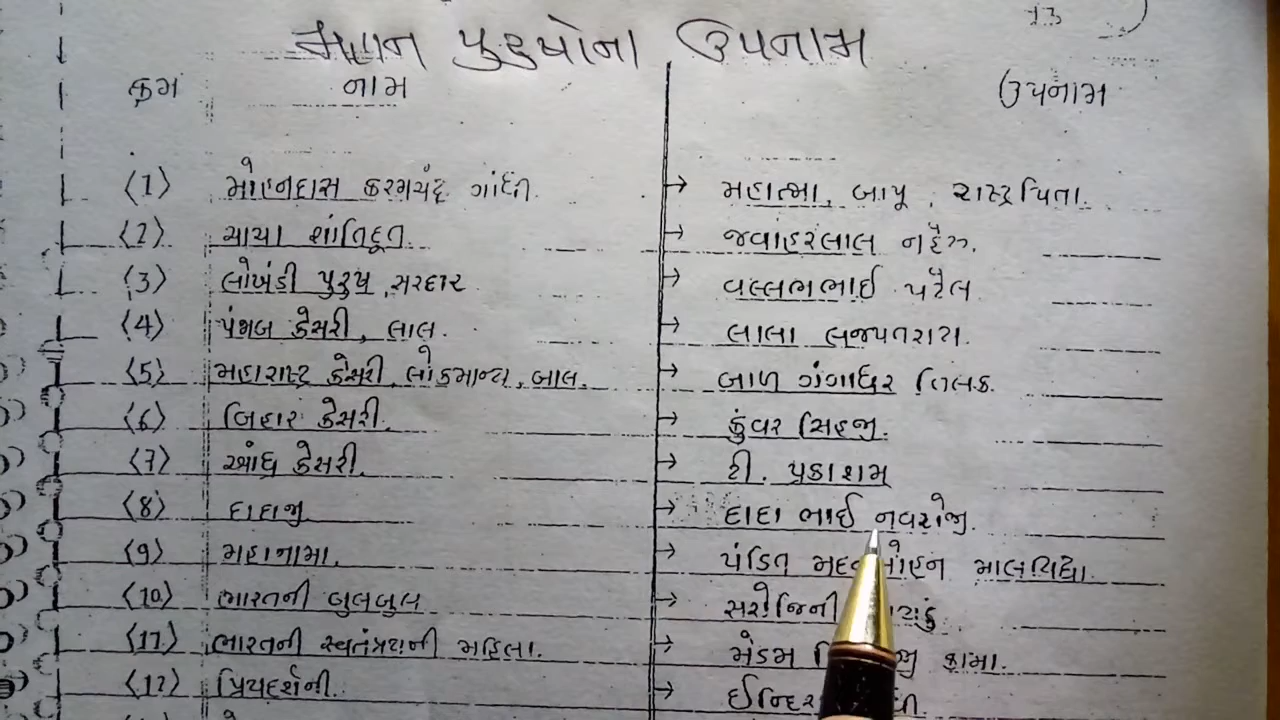 13
મહાન પુરુષોના ઉપનામ
ક્રમ નામ ઉપનામ
(1) મોહનદાસ કરમચંદ ગાંધી. → મહાત્મા, બાપુ, રાષ્ટ્રપિતા.
(2) ચાચા શાંતિદૂત. → જવાહરલાલ નહેરૂ.
(3) લોખંડી પુરુષ, સરદાર → વલ્લભભાઈ પટેલ
(4) પંજાબ કેસરી, લાલ. → લાલા લજપતરાય.
(5) મહારાષ્ટ્ર કેસરી, લોકમાન્ય, બાલ. → બાળ ગંગાધર તિલક.
(6) બિહાર કેસરી. → કુંવર સિંહજી.
(7) આંધ્ર કેસરી. → ટી. પ્રકાશમ્
(8) દાદાજી → દાદા ભાઈ નવરોજી.
(9) મહાનામા. → પંડિત મદનમોહન
(10) ભારતની બુલબુલ → સરોજિની
(11) ભારતની સ્વતંત્રતાની મહિલા. → મેડમ કામા.
(12) પ્રિયદર્શની. →